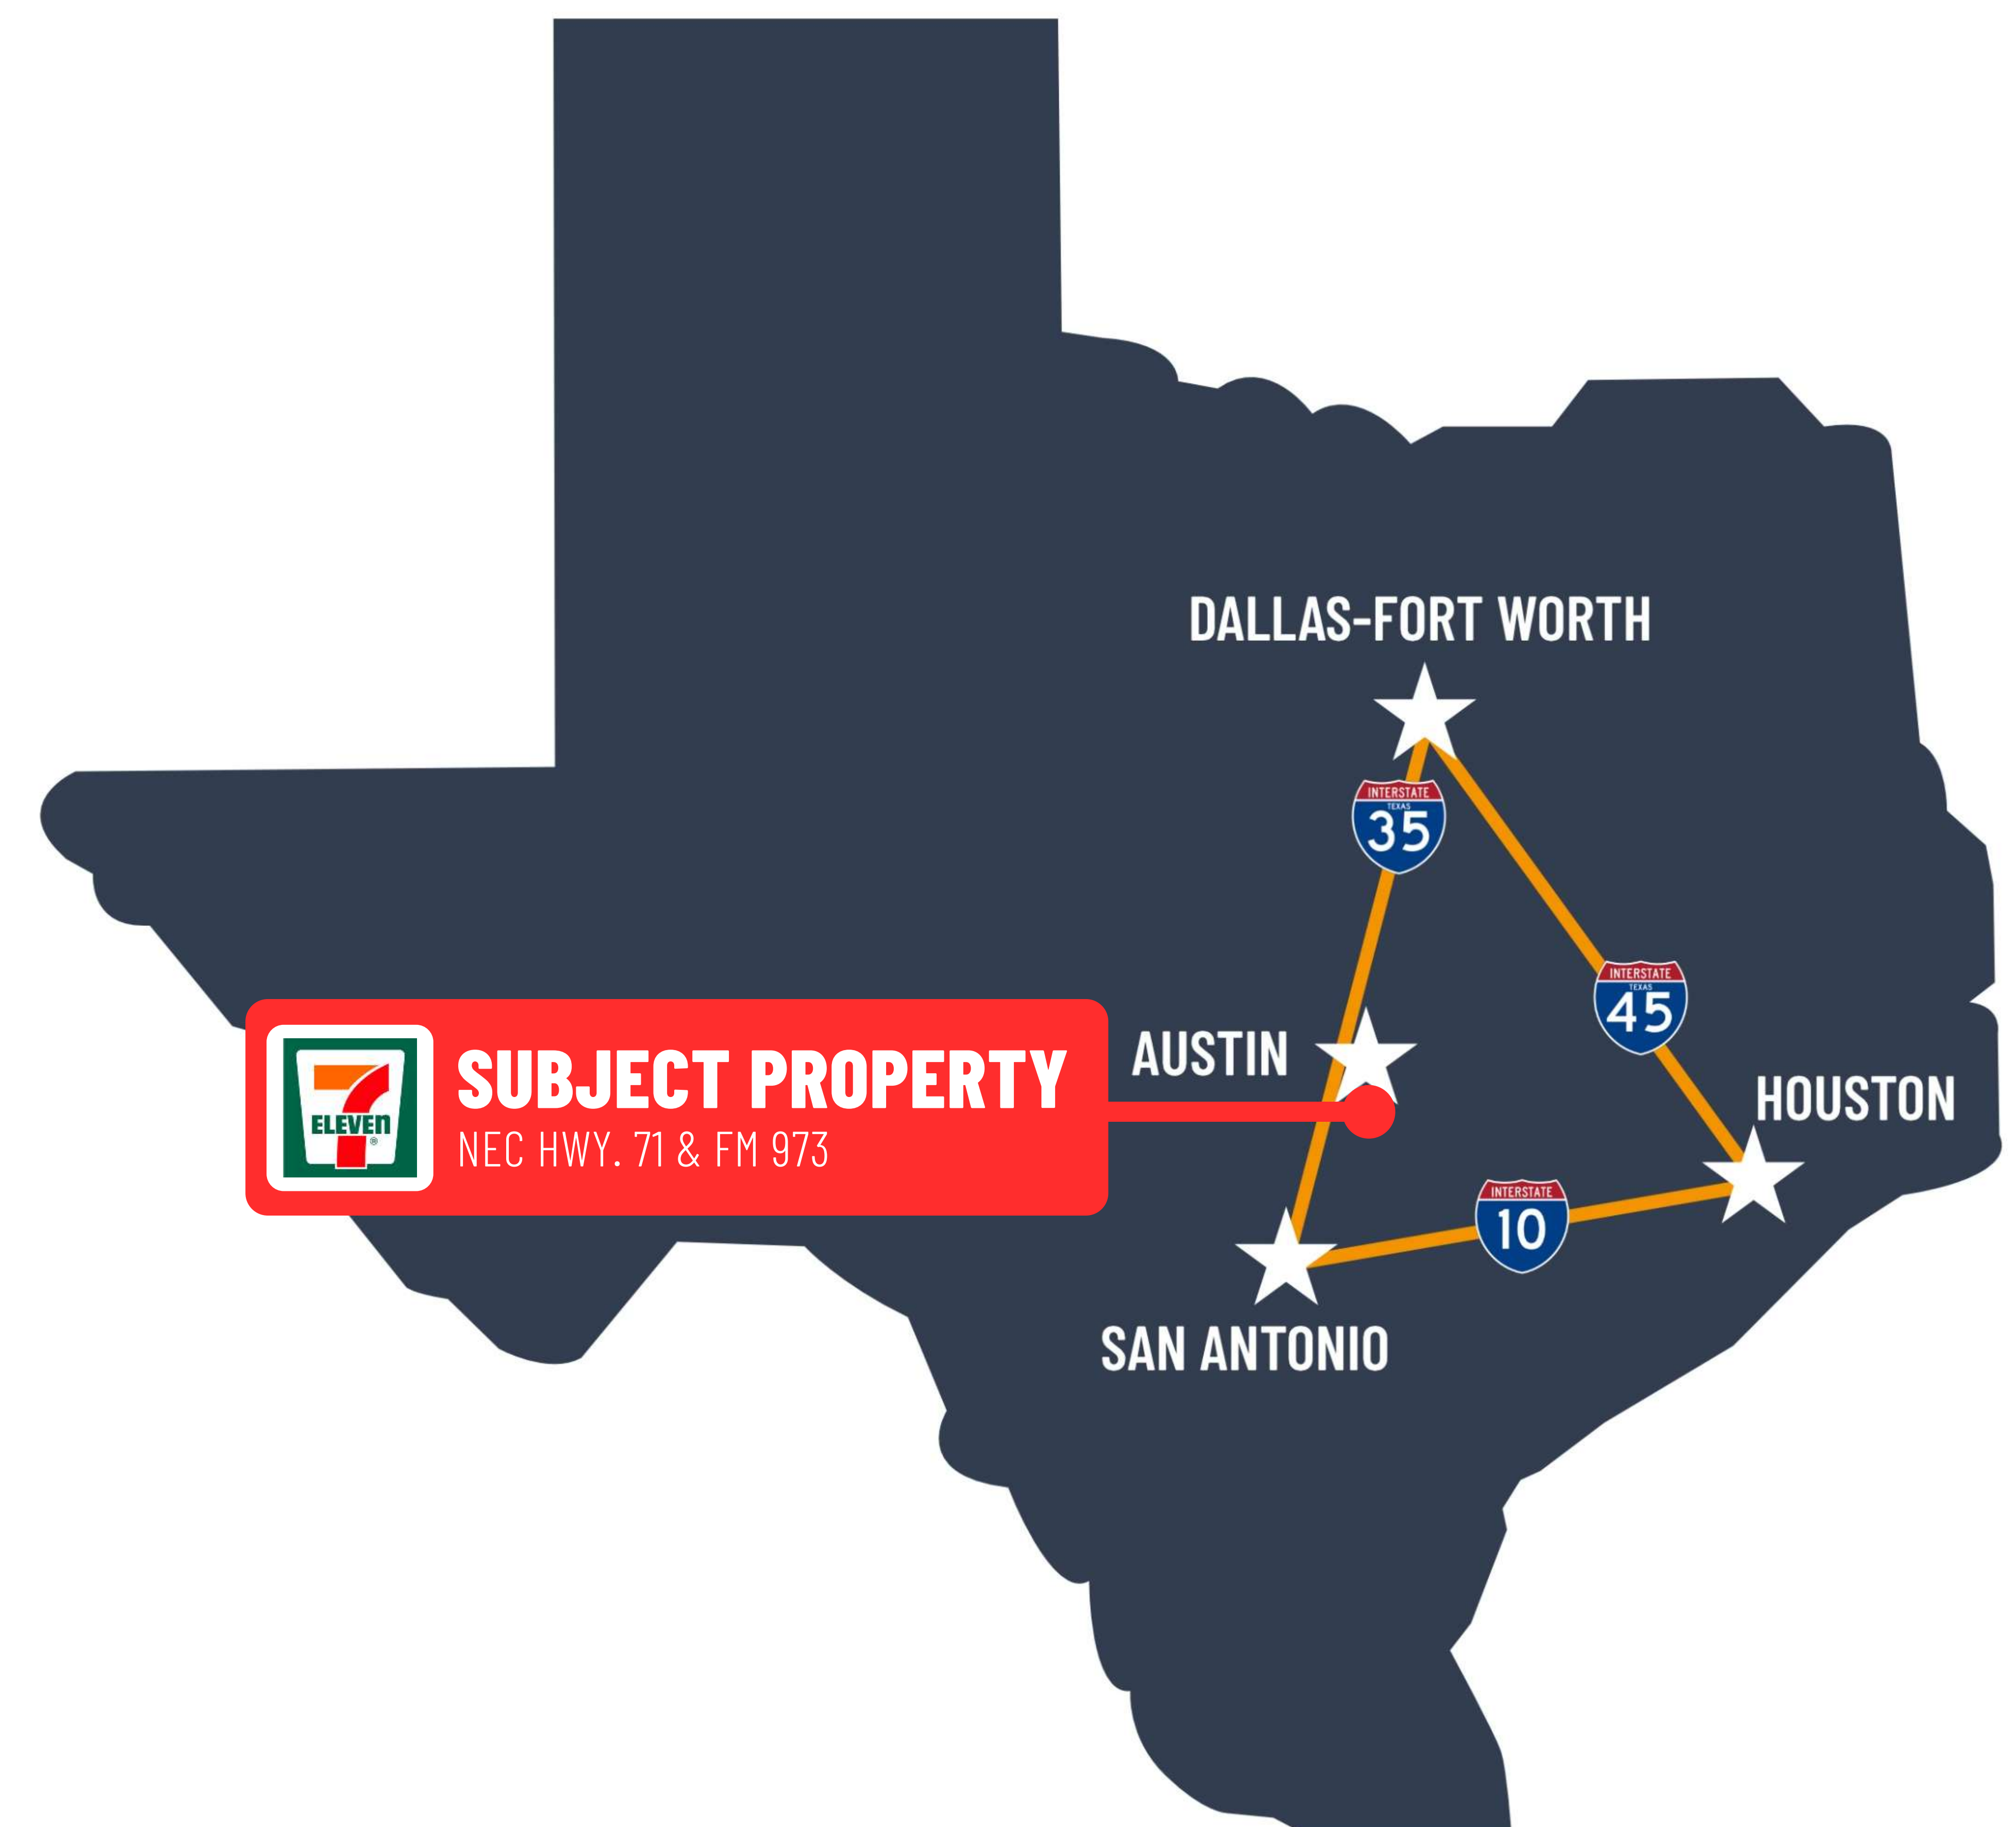 DALLAS-FORT WORTH
INTERSTATE
TEXAS
35
INTERSTATE
TEXAS
45
AUSTIN
HOUSTON
7
ELEVEn
®
SUBJECT PROPERTY
NEC HWY. 71 & FM 973
INTERSTATE
10
SAN ANTONIO